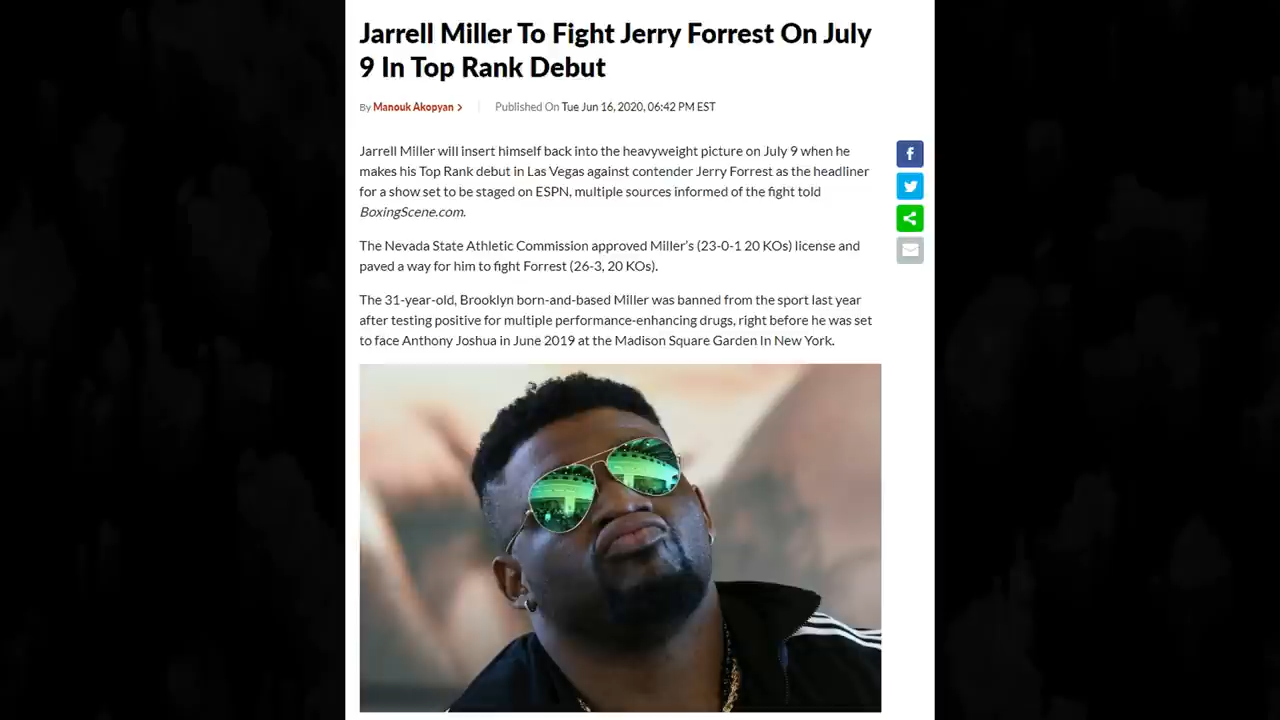 Jarrell Miller To Fight Jerry Forrest On July
9 In Top Rank Debut
By Manouk Akopyan > Published On Tue Jun 16, 2020, 06:42 PM EST
Jarrell Miller will insert himself back into the heavyweight picture on July 9 when he
makes his Top Rank debut in Las Vegas against contender Jerry Forrest as the headliner
for a show set to be staged on ESPN, multiple sources informed of the fight told
BoxingScene.com.
The Nevada State Athletic Commission approved Miller's (23-0-1 20 KOs) license and
paved a way for him to fight Forrest (26-3, 20 KOs).
The 31-year-old, Brooklyn born-and-based Miller was banned from the sport last year
after testing positive for multiple performance-enhancing drugs, right before he was set
to face Anthony Joshua in June 2019 at the Madison Square Garden In New York.